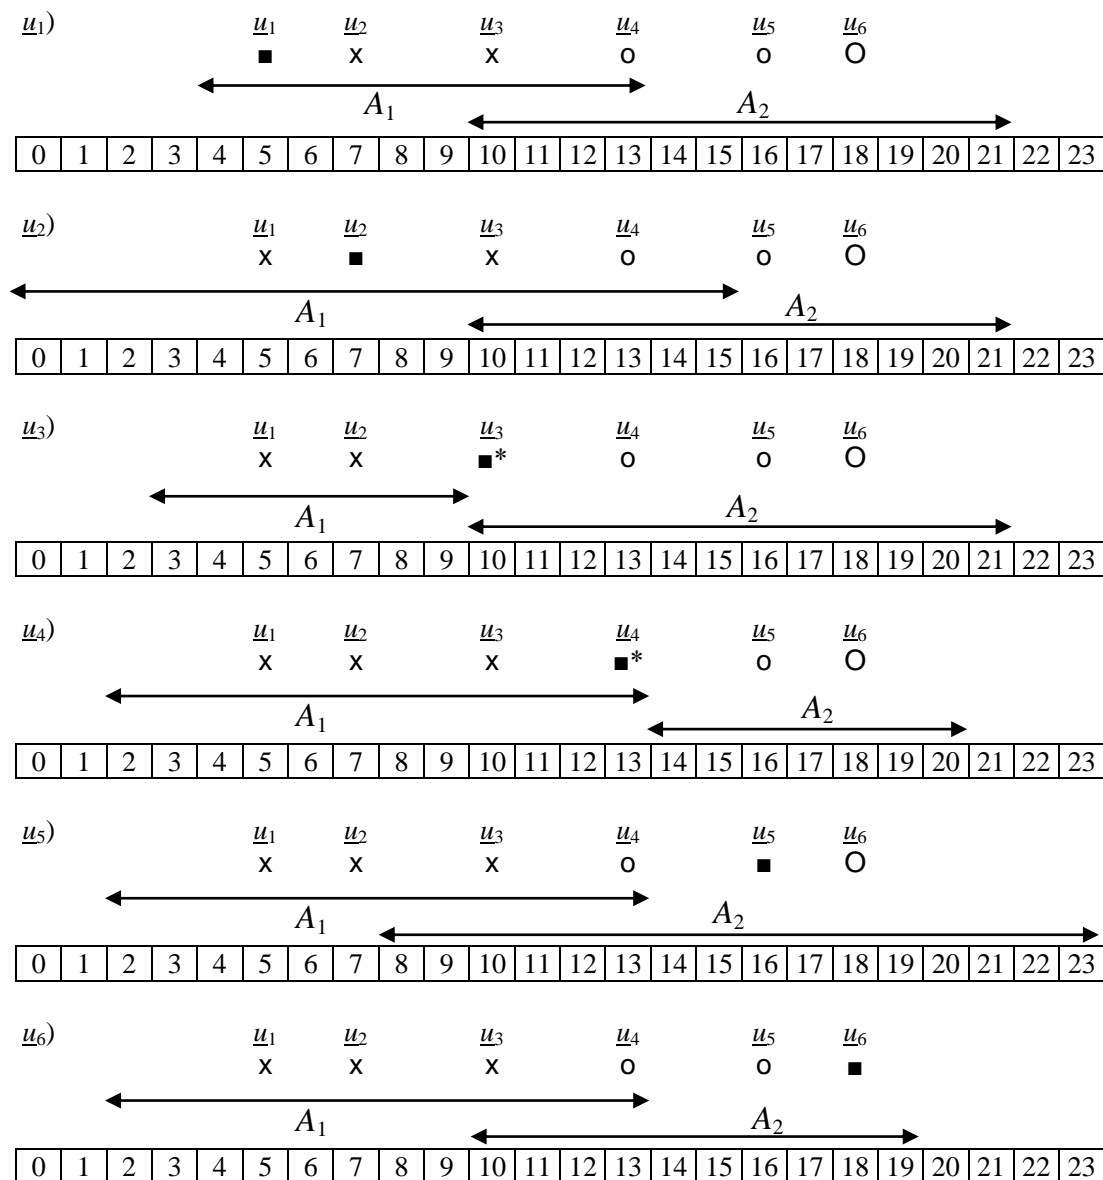 u1) u1 u2 u3 u4 u5 u6
■ x x o o O
A1 A2
0 1 2 3 4 5 6 7 8 9 10 11 12 13 14 15 16 17 18 19 20 21 22 23
u2) u1 u2 u3 u4 u5 u6
x ■ x o o O
A1 A2
0 1 2 3 4 5 6 7 8 9 10 11 12 13 14 15 16 17 18 19 20 21 22 23
u3) u1 u2 u3 u4 u5 u6
x x ■* o o O
A1 A2
0 1 2 3 4 5 6 7 8 9 10 11 12 13 14 15 16 17 18 19 20 21 22 23
u4) u1 u2 u3 u4 u5 u6
x x x ■* o O
A1 A2
0 1 2 3 4 5 6 7 8 9 10 11 12 13 14 15 16 17 18 19 20 21 22 23
u5) u1 u2 u3 u4 u5 u6
x x x o ■ O
A1 A2
0 1 2 3 4 5 6 7 8 9 10 11 12 13 14 15 16 17 18 19 20 21 22 23
u6) u1 u2 u3 u4 u5 u6
x x x o o ■
A1 A2
0 1 2 3 4 5 6 7 8 9 10 11 12 13 14 15 16 17 18 19 20 21 22 23